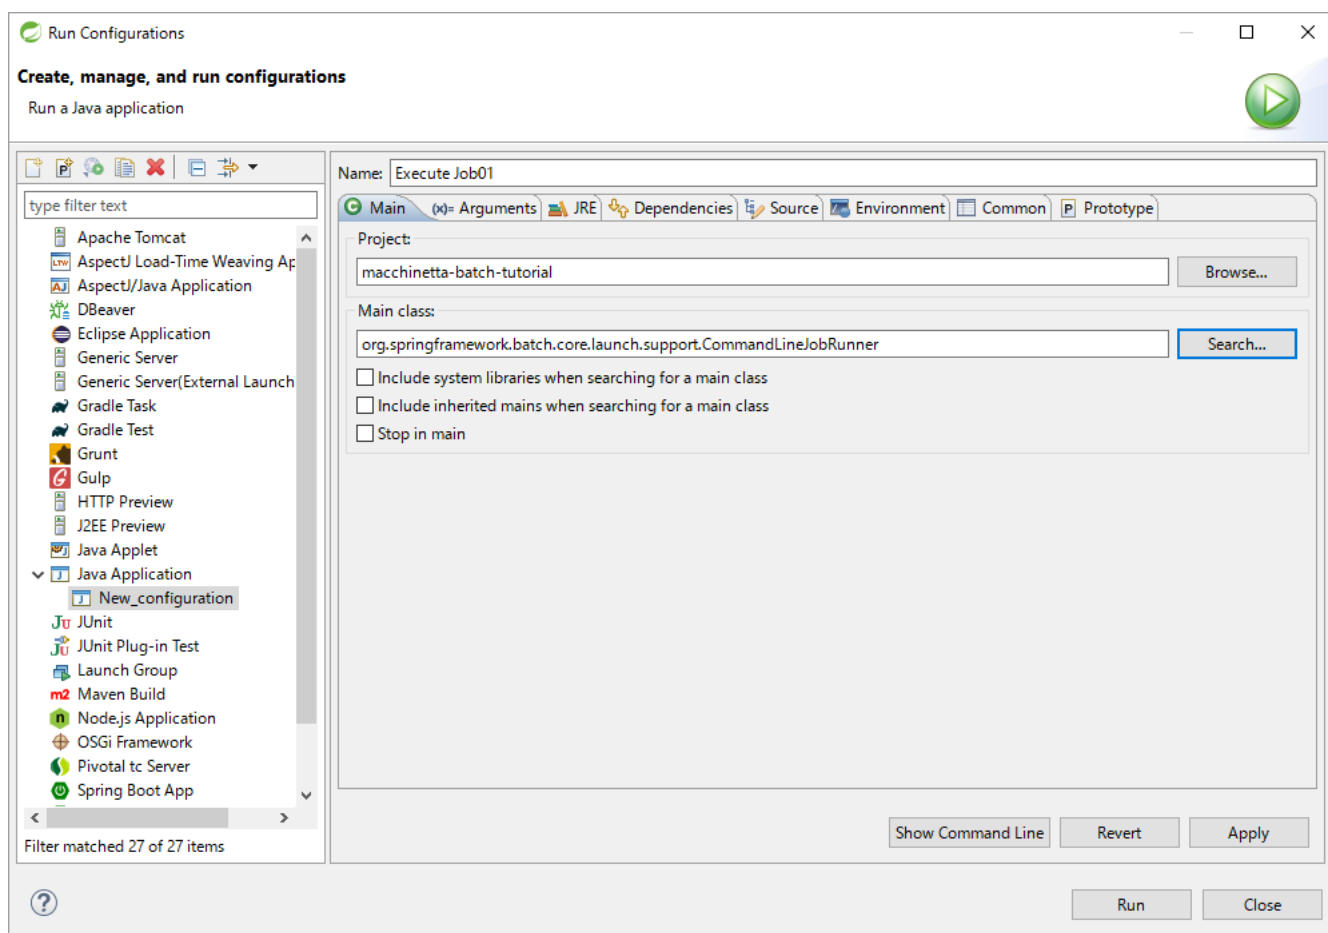 Run Configurations
Create, manage, and run configurations
Run a Java application
Name: Execute Job01
type filter text
Main (x)= Arguments JRE Dependencies Source Environment Common P Prototype
Apache Tomcat
AspectJ Load-Time Weaving Ap
AspectJ/Java Application
DBeaver
Eclipse Application
Generic Server
Generic Server(External Launch
Gradle Task
Gradle Test
Grunt
Gulp
HTTP Preview
J2EE Preview
Java Applet
Java Application
New_configuration
JUnit
JUnit Plug-in Test
Launch Group
m2 Maven Build
Node.js Application
OSGi Framework
Pivotal tc Server
Spring Boot App
Filter matched 27 of 27 items
Project:
macchinetta-batch-tutorial
Browse...
Main class:
org.springframework.batch.core.launch.support.CommandLineJobRunner
Search...
Include system libraries when searching for a main class
Include inherited mains when searching for a main class
Stop in main
Show Command Line Revert Apply
Run Close